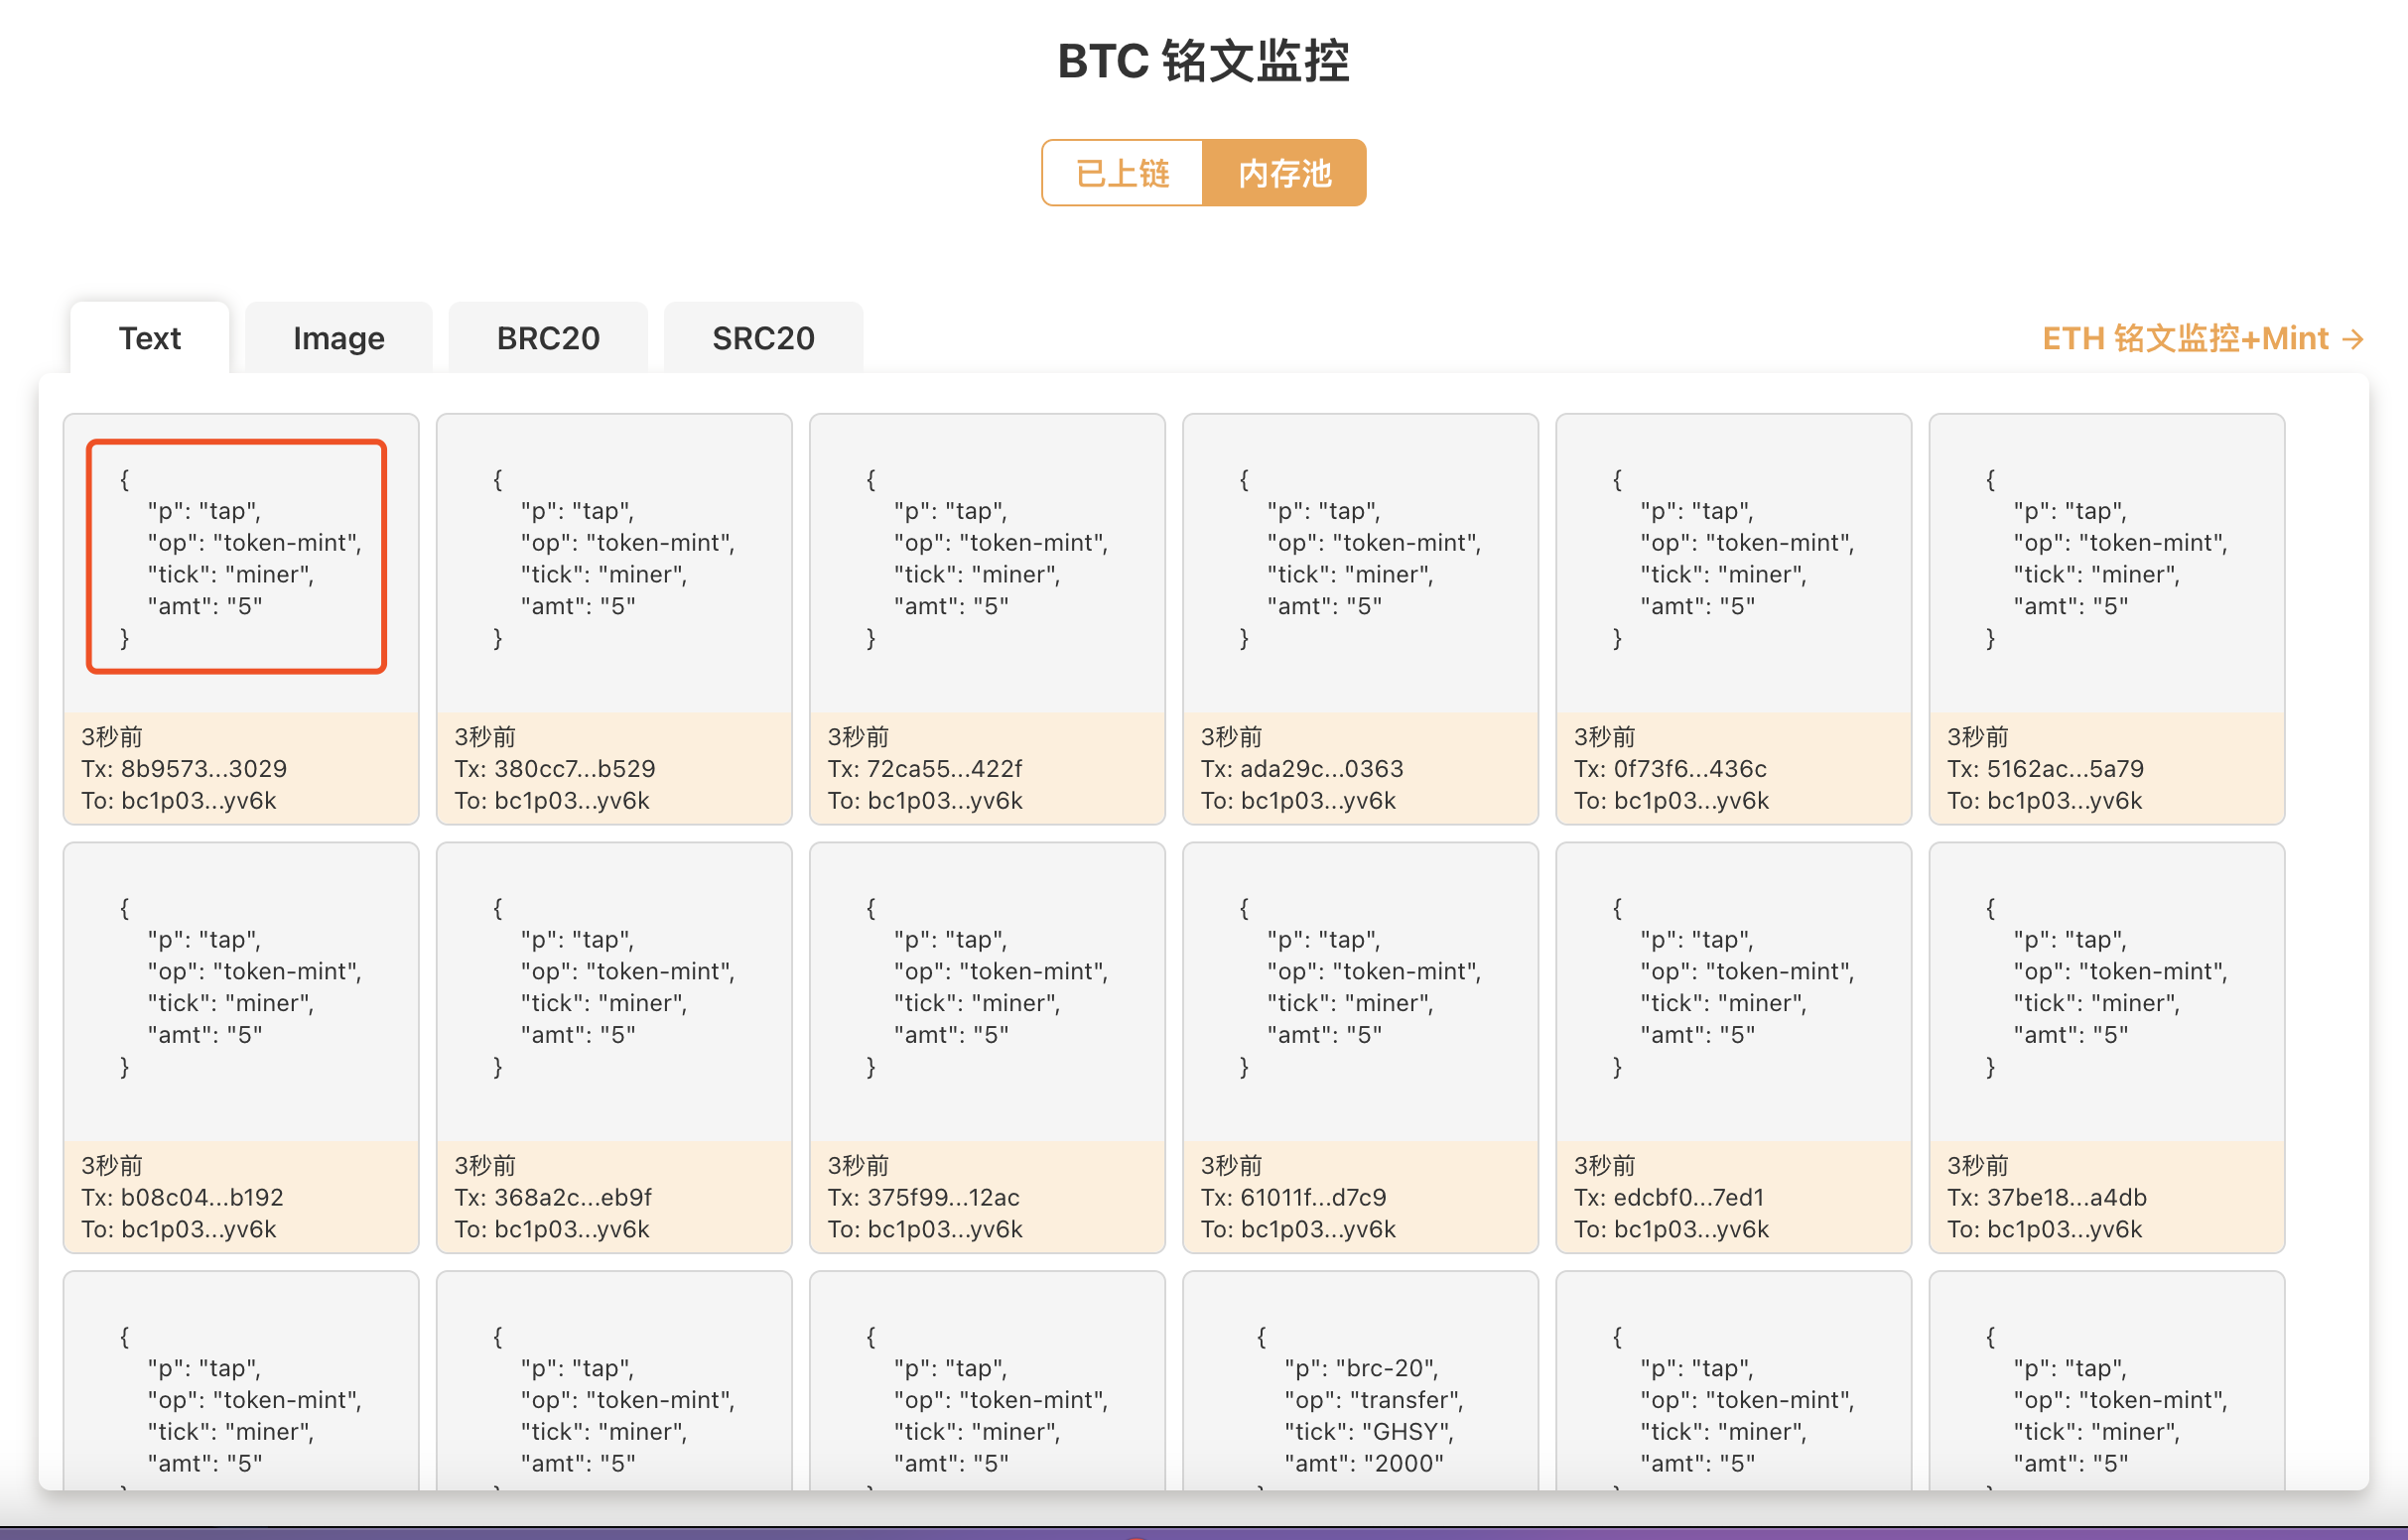 BTC 铭文监控
已上链 内存池
Text Image BRC20 SRC20 ETH 铭文监控+Mint →
{
"p": "tap",
"op": "token-mint",
"tick": "miner",
"amt": "5"
}
3秒前
Tx: 8b9573...3029
To: bc1p03...yv6k
{
"p": "tap",
"op": "token-mint",
"tick": "miner",
"amt": "5"
}
3秒前
Tx: 380cc7...b529
To: bc1p03...yv6k
{
"p": "tap",
"op": "token-mint",
"tick": "miner",
"amt": "5"
}
3秒前
Tx: 72ca55...422f
To: bc1p03...yv6k
{
"p": "tap",
"op": "token-mint",
"tick": "miner",
"amt": "5"
}
3秒前
Tx: ada29c...0363
To: bc1p03...yv6k
{
"p": "tap",
"op": "token-mint",
"tick": "miner",
"amt": "5"
}
3秒前
Tx: 0f73f6...436c
To: bc1p03...yv6k
{
"p": "tap",
"op": "token-mint",
"tick": "miner",
"amt": "5"
}
3秒前
Tx: 5162ac...5a79
To: bc1p03...yv6k
{
"p": "tap",
"op": "token-mint",
"tick": "miner",
"amt": "5"
}
3秒前
Tx: b08c04...b192
To: bc1p03...yv6k
{
"p": "tap",
"op": "token-mint",
"tick": "miner",
"amt": "5"
}
3秒前
Tx: 368a2c...eb9f
To: bc1p03...yv6k
{
"p": "tap",
"op": "token-mint",
"tick": "miner",
"amt": "5"
}
3秒前
Tx: 375f99...12ac
To: bc1p03...yv6k
{
"p": "tap",
"op": "token-mint",
"tick": "miner",
"amt": "5"
}
3秒前
Tx: 61011f...d7c9
To: bc1p03...yv6k
{
"p": "tap",
"op": "token-mint",
"tick": "miner",
"amt": "5"
}
3秒前
Tx: edcbf0...7ed1
To: bc1p03...yv6k
{
"p": "tap",
"op": "token-mint",
"tick": "miner",
"amt": "5"
}
3秒前
Tx: 37be18...a4db
To: bc1p03...yv6k
{
"p": "tap",
"op": "token-mint",
"tick": "miner",
"amt": "5"
{
"p": "tap",
"op": "token-mint",
"tick": "miner",
"amt": "5"
{
"p": "tap",
"op": "token-mint",
"tick": "miner",
"amt": "5"
{
"p": "brc-20",
"op": "transfer",
"tick": "GHSY",
"amt": "2000"
{
"p": "tap",
"op": "token-mint",
"tick": "miner",
"amt": "5"
{
"p": "tap",
"op": "token-mint",
"tick": "miner",
"amt": "5"